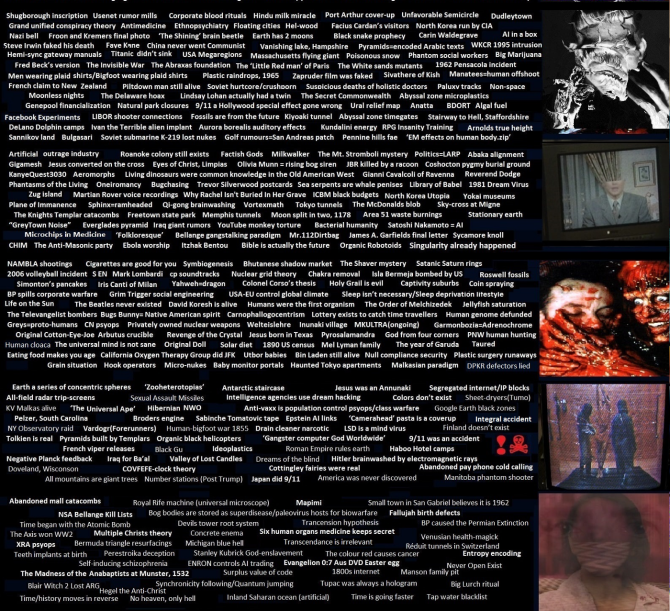 Shugborough inscription Usenet rumor mills Corporate blood rituals Hindu milk miracle Port Arthur cover-up Unfavorable Semicircle Dudleytown
Grand unified conspiracy theory Antimedicine Ethnopsychiatry Floating cities Hel-wood Facius Cardan's visitors North Korea run by CIA
Nazi bell Froon and Kremers final photo 'The Shining' brain beetle Earth has 2 moons Black snake prophecy Carin Waldegrave AI in a box
Steve Irwin faked his death Faye Knee China never went Communist Vanishing lake, Hampshire Pyramids=encoded Arabic texts WKCR 1995 intrusion
Hemi-sync gateway manuals Titanic didn't sink USA Megaregions Massachusetts flying giant Poisonous snow Phantom social workers Big Marijuana
Fred Beck's version The Invisible War The Abraxas foundation The 'Little Red man' of Paris The White sands mutants 1962 Pensacola incident
Men wearing plaid shirts/Bigfoot wearing plaid shirts Plastic raindrops, 1965 Zapruder film was faked Sivathere of Kish Manatees=human offshoot
French claim to New Zealand Piltdown man still alive Soviet hurtcore/crushoorn Suspicious deaths of holistic doctors Paluxy tracks Non-space
Moonless nights The Delaware hoax Lindsay Lohan actually had a twin The Secret Commonwealth Abyssal zone microplastics
Genepool financialization Natural park closures 9/11 a Hollywood special effect gone wrong Ural relief map Anatta BDORT Algal fuel
Facebook Experiments LIBOR shooter connections Fossils are from the future Kiyoaki tunnel Abyssal zone timegates Stairway to Hell, Staffordshire
DeLano Dolphin camps Ivan the Terrible alien implant Aurora borealis auditory effects Kundalini energy RPG Insanity Training Arnolds true height
Sannikov land Bulgasari Soviet submarine K-219 lost nukes Golf rumours=San Andreas patch Pennine hills fae 'EM effects on human body.zip'
Artificial outrage industry Roanoke colony still exists Factish Gods Milkwalker The Mt. Stromboli mystery Politics=LARP Abaka alignment
Gigamesh Jesus converted on the cross Eyes of Christ, Limpias Olivia Munn = rising bog siren JBR killed by a racoon Coshocton pygmy burial ground
KanyeQuest3030 Aeromorphs Living dinosaurs were common knowledge in the Old American West Gianni Cavalcoli of Ravenna Reverend Dodge
Phantasms of the Living Oneiromancy Bugchasing Trevor Silverwood postcards Sea serpents are whale penises Library of Babel 1981 Dream Virus
Zug Island Martian Rover voice recordings Why Rachel Isn't Buried in Her Grave ICBM black budgets North Korea Utopia Yokai museums
Plane of Immanence Sphinx=ramheaded Qi-gong brainwashing Vortexmath Tokyo tunnels The McDonalds blob Sky-cross at Migne
The Knights Templar catacombs Freetown state park Memphis tunnels Moon split in two, 1178 Area 51 waste burnings Stationary earth
"GreyTown Noise" Everglades pyramid Iraq giant rumors YouTube monkey torture Bacterial humanity Satoshi Nakamoto = AI
Microchips in Medicine 'Folkloresque' Bellange gangstalking paradigm Mr.112Dirtbag James A. Garfields final letter Sycamore knoll
CHIM The Anti-Masonic party Ebola worship Itzhak Bentou Bible is actually the future Organic Robotoids Singularity already happened
NAMBLA shootings Cigarettes are good for you Symbiogenesis Bhutanese shadow market The Shaver mystery Satanic Saturn rings
2006 volleyball incident S EN Mark Lombardi cp soundtracks Nuclear grid theory Chakra removal Isla Bermeja bombed by US Roswell fossils
Simonton's pancakes Iris Canti of Milan Yahweh=dragon Colonel Corso's thesis Holy Grail is evil Captivity suburbs Coin spraying
BP spills corporate warfare Grim Trigger social engineering USA-EU control global climate Sleep isn't necessary/Sleep deprivation lifestyle
Life on the Sun The Beatles never existed David Koresh is alive Humans were the first organism The Order of Melchizedek Jellyfish saturation
The Televangelist bombers Bugs Bunny= Native American spirit Carnophallogocentrism Lottery exists to catch time travellers Human genome defunded
Greys=proto-humans CN psyops Privately owned nuclear weapons Welteislehre Inunaki village MKULTRA(ongoing) Garmonbozia=Adrenochrome
Original Cotton-Eye-Joe Arbutus crucible Revenge of the Crystal Jesus born in Texas Pyrosalamandra God from four corners PNW human hunting
Human cloaca The universal mind is not sane Original Doll Solar diet 1890 US census Mel Lyman family The year of Garuda Taured
Eating food makes you age California Oxygen Therapy Group did JFK Utbor babies Bin Laden still alive Null compliance security Plastic surgery runaways
Grain situation Hook operators Micro-nukes Baby monitor portals Haunted Tokyo apartments Malkasian paradigm DPKR defectors lied
Earth a series of concentric spheres 'Zooheterotopias' Antarctic staircase Jesus was an Annunaki Segregated internet/IP blocks
All-field radar trip-screens Sexual Assault Missiles Intelligence agencies use dream hacking Colors don't exist Sheet-dryers(Tumo)
KV Malkas alive 'The Universal Ape' Hibernian NWO Anti-vaxx is population control psyops/class warfare Google Earth black zones
Pelzer, South Carolina Broders engine Sabincbe Tomatovic tape Epstein AI links 'Camerahead' pasta is a coverup Integral accident
NY Observatory raid Vardogr(Forerunners) Human-bigfoot war 1855 Drain cleaner narcotic LSD is a mind virus Finland doesn't exist
Tolkien is real Pyramids built by Templars Organic black helicopters 'Gangster computer God Worldwide' 9/11 was an accident
French viper releases Black Gu Ideoplastics Roman Empire rules earth Haboo Hotel camps
Negative Planck feedback Iraq for Ba'al Valley of Lost Candles Dreams of the blind Hitler brainwashed by electromagnetic rays
Doveland, Wisconson COVFEFE-clock theory Cottingley fairies were real Abandoned pay phone cold calling
All mountains are giant trees Number stations (Post Trump) Japan did 9/11 America was never discovered Manitoba phantom shooter
Abandoned mall catacombs Royal Rife machine (universal microscope) Mapimi Small town in San Gabriel believes it is 1962
NSA Bellange Kill Lists Bog bodies are stored as superdisease/paleovirus hosts for biowarfare Fallujah birth defects
Time began with the Atomic Bomb Devils tower root system Trancension hypothesis BP caused the Permian Extinction
The Axis won WW2 Multiple Christs theory Concrete enema Six human organs medicine keeps secret Venusian health-magick
XRA psyops Bermuda triangle resurfacings Michigan blue hell Transcendance is irrelevant Réduit tunnels in Switzerland
Teeth implants at birth Perestroika deception Stanley Kubrick God-enslavement The colour red causes cancer Entropy encoding
Self-inducing schizophrenia ENRON controls AI trading Evangelion 0:7 Aus DVD Easter egg Never Open Exist
The Madness of the Anabaptists at Munster, 1532 Surplus value of code 1800s internet Manson family pit
Blair Witch 2 Lost ARG Synchronicity following/Quantum jumping Tupac was always a hologram Big Lurch ritual
Hegel the Anti-Christ
Time/history moves in reverse No heaven, only hell Inland Saharan ocean (artificial) Time is going faster Tap water blacklist